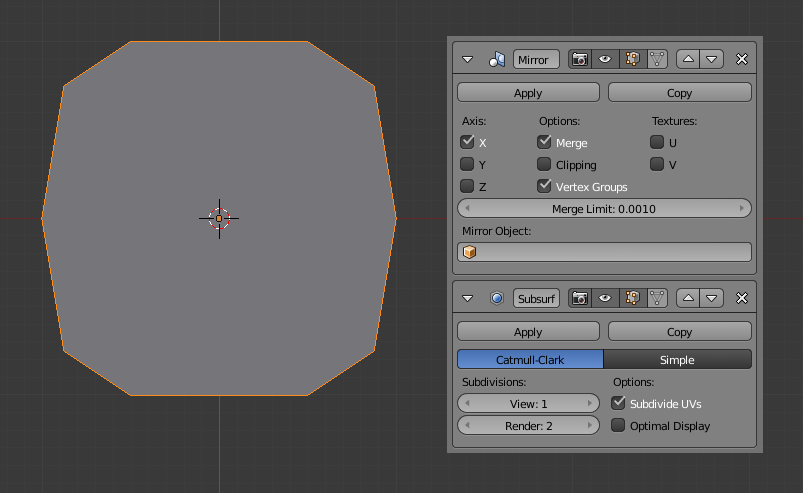 Mirror
Apply Copy
Axis: Options: Textures:
X Merge U
Y Clipping V
Z Vertex Groups
Merge Limit: 0.0010
Mirror Object:
Subsurf
Apply Copy
Catmull-Clark Simple
Subdivisions: Options:
View: 1 Subdivide UVs
Render: 2 Optimal Display